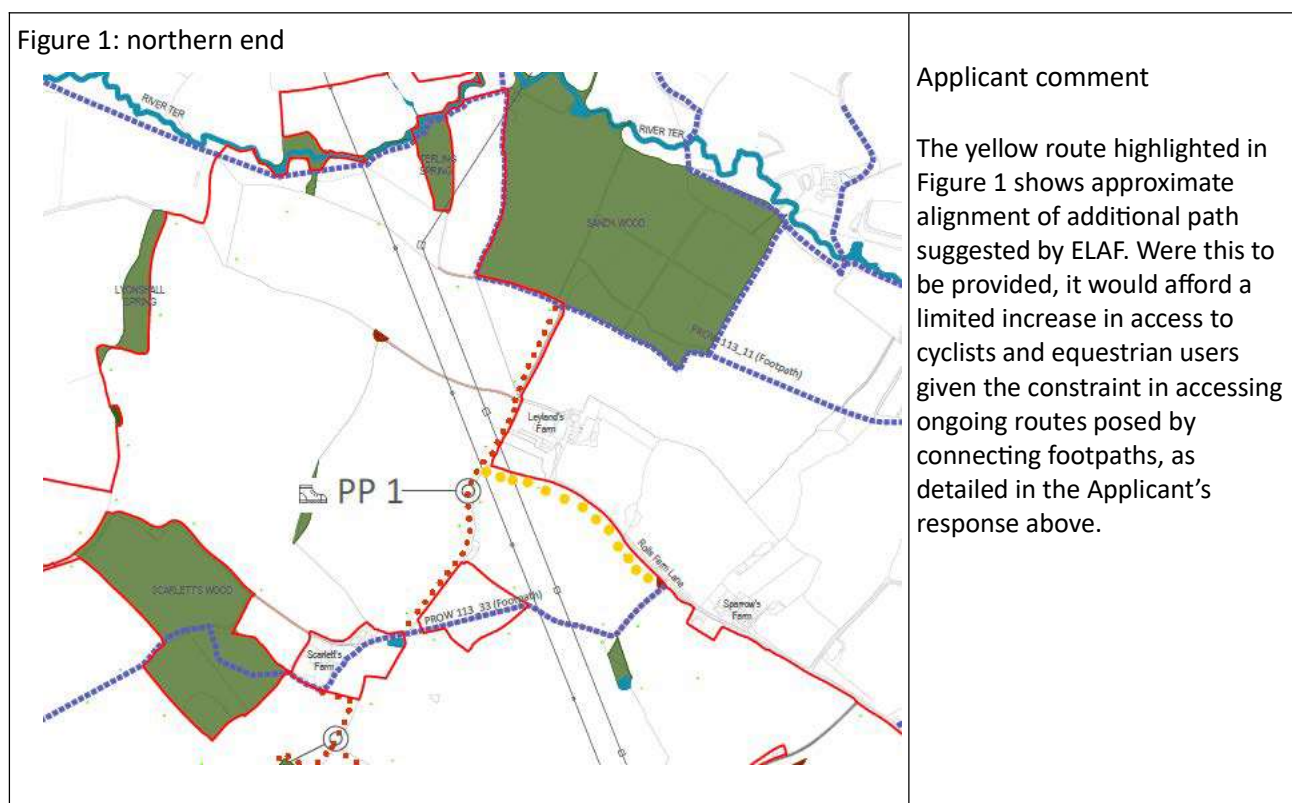 Figure 1: northern end
RIVER TER
TERLING
SPRING
RIVER TER
SANDY WOOD
LYONSHALL
SPRING
PROW 113_11 (Footpath)
Leyland's
Farm
PP 1
Rolls Farm Lane
SCARLETT'S WOOD
PROW 113_33 (Footpath)
Sparrow's
Farm
Scarlett's
Farm
Applicant comment
The yellow route highlighted in
Figure 1 shows approximate
alignment of additional path
suggested by ELAF. Were this to
be provided, it would afford a
limited increase in access to
cyclists and equestrian users
given the constraint in accessing
ongoing routes posed by
connecting footpaths, as
detailed in the Applicant's
response above.